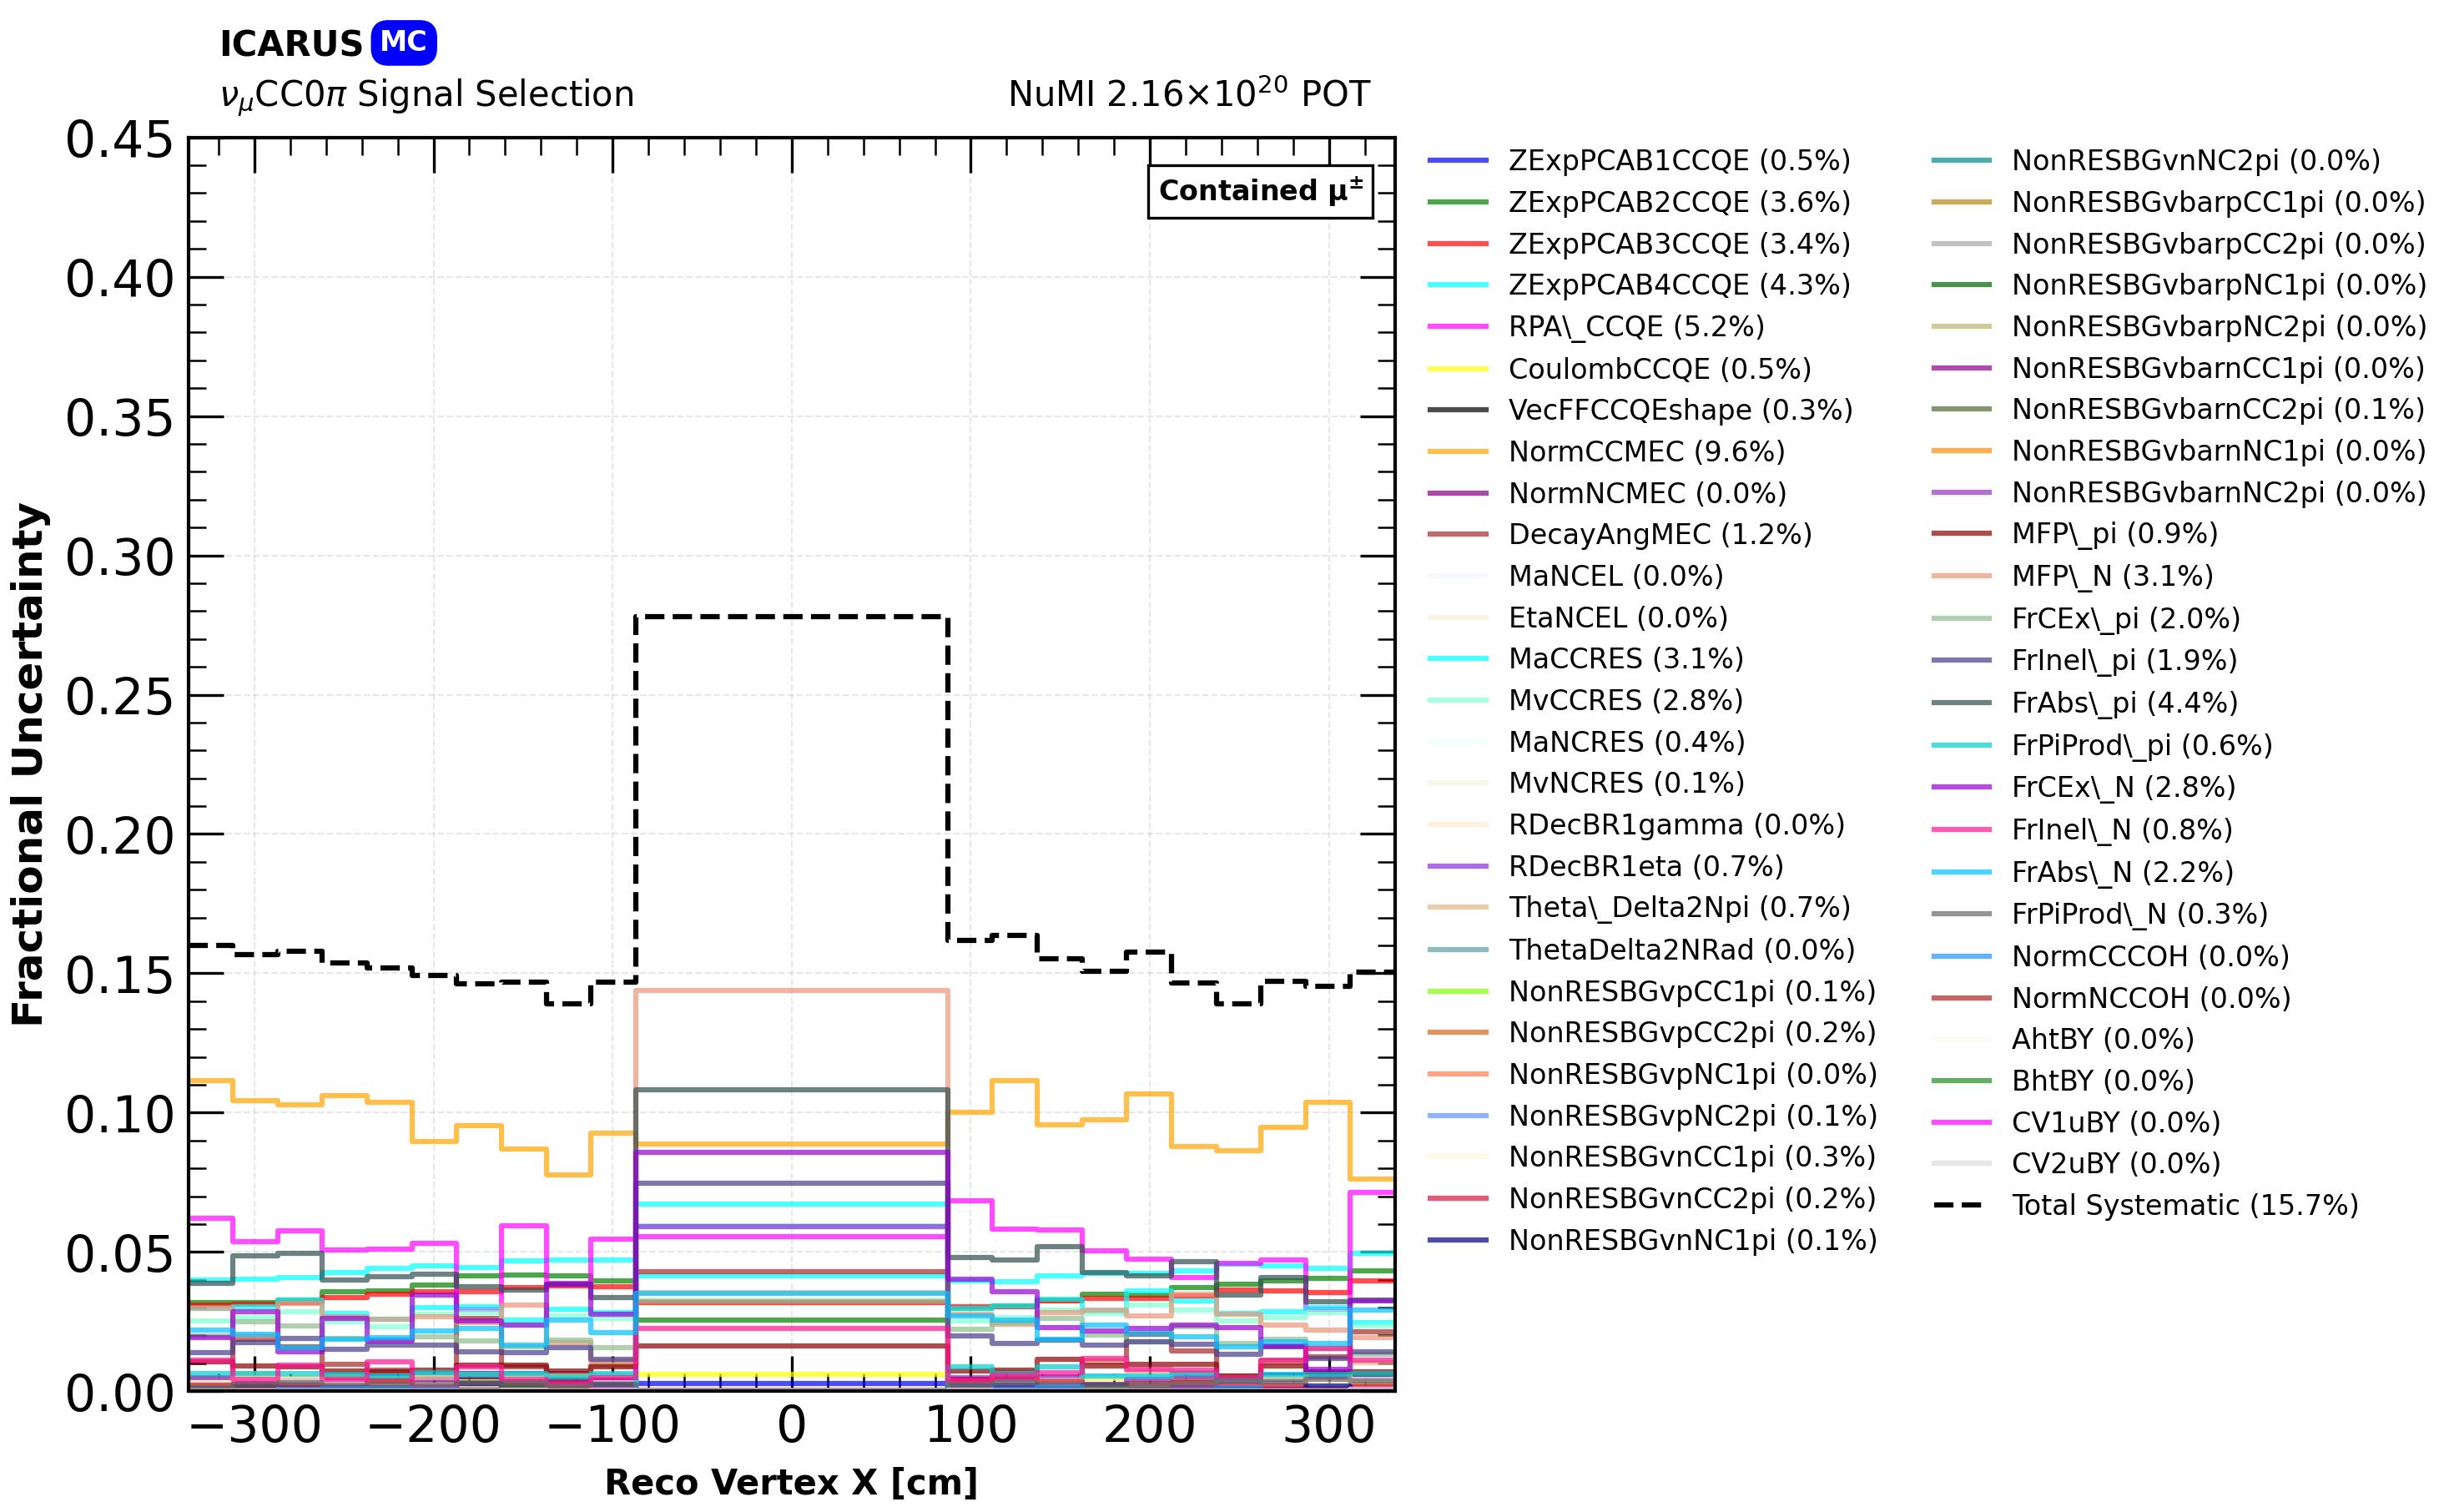 ICARUS MC
νμCC0π Signal Selection
NuMI 2.16×10²⁰ POT
Contained μ±
Fractional Uncertainty
0.45
0.40
0.35
0.30
0.25
0.20
0.15
0.10
0.05
0.00
−300 −200 −100 0 100 200 300
Reco Vertex X [cm]
ZExpPCAB1CCQE (0.5%)
ZExpPCAB2CCQE (3.6%)
ZExpPCAB3CCQE (3.4%)
ZExpPCAB4CCQE (4.3%)
RPA\_CCQE (5.2%)
CoulombCCQE (0.5%)
VecFFCCQEshape (0.3%)
NormCCMEC (9.6%)
NormNCMEC (0.0%)
DecayAngMEC (1.2%)
MaNCEL (0.0%)
EtaNCEL (0.0%)
MaCCRES (3.1%)
MvCCRES (2.8%)
MaNCRES (0.4%)
MvNCRES (0.1%)
RDecBR1gamma (0.0%)
RDecBR1eta (0.7%)
Theta\_Delta2Npi (0.7%)
ThetaDelta2NRad (0.0%)
NonRESBGvpCC1pi (0.1%)
NonRESBGvpCC2pi (0.2%)
NonRESBGvpNC1pi (0.0%)
NonRESBGvpNC2pi (0.1%)
NonRESBGvnCC1pi (0.3%)
NonRESBGvnCC2pi (0.2%)
NonRESBGvnNC1pi (0.1%)
NonRESBGvnNC2pi (0.0%)
NonRESBGvbarpCC1pi (0.0%)
NonRESBGvbarpCC2pi (0.0%)
NonRESBGvbarpNC1pi (0.0%)
NonRESBGvbarpNC2pi (0.0%)
NonRESBGvbarnCC1pi (0.0%)
NonRESBGvbarnCC2pi (0.1%)
NonRESBGvbarnNC1pi (0.0%)
NonRESBGvbarnNC2pi (0.0%)
MFP\_pi (0.9%)
MFP\_N (3.1%)
FrCEx\_pi (2.0%)
FrInel\_pi (1.9%)
FrAbs\_pi (4.4%)
FrPiProd\_pi (0.6%)
FrCEx\_N (2.8%)
FrInel\_N (0.8%)
FrAbs\_N (2.2%)
FrPiProd\_N (0.3%)
NormCCCOH (0.0%)
NormNCCOH (0.0%)
AhtBY (0.0%)
BhtBY (0.0%)
CV1uBY (0.0%)
CV2uBY (0.0%)
Total Systematic (15.7%)